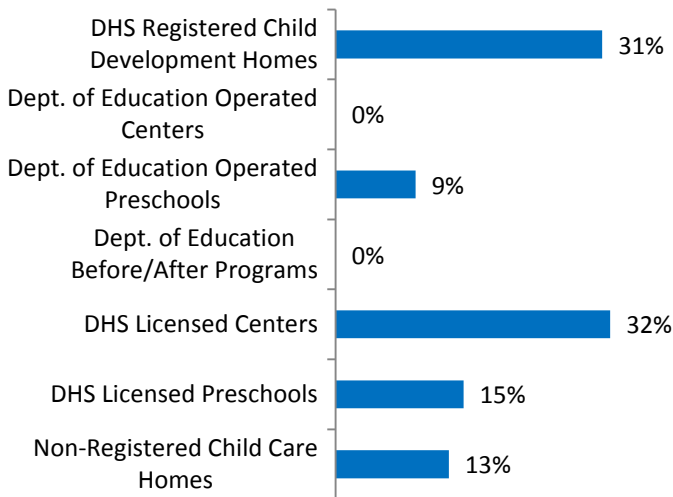 DHS Registered Child
Development Homes
31%
Dept. of Education Operated
Centers
0%
Dept. of Education Operated
Preschools
9%
Dept. of Education
Before/After Programs
0%
DHS Licensed Centers
32%
DHS Licensed Preschools
15%
Non-Registered Child Care
Homes
13%